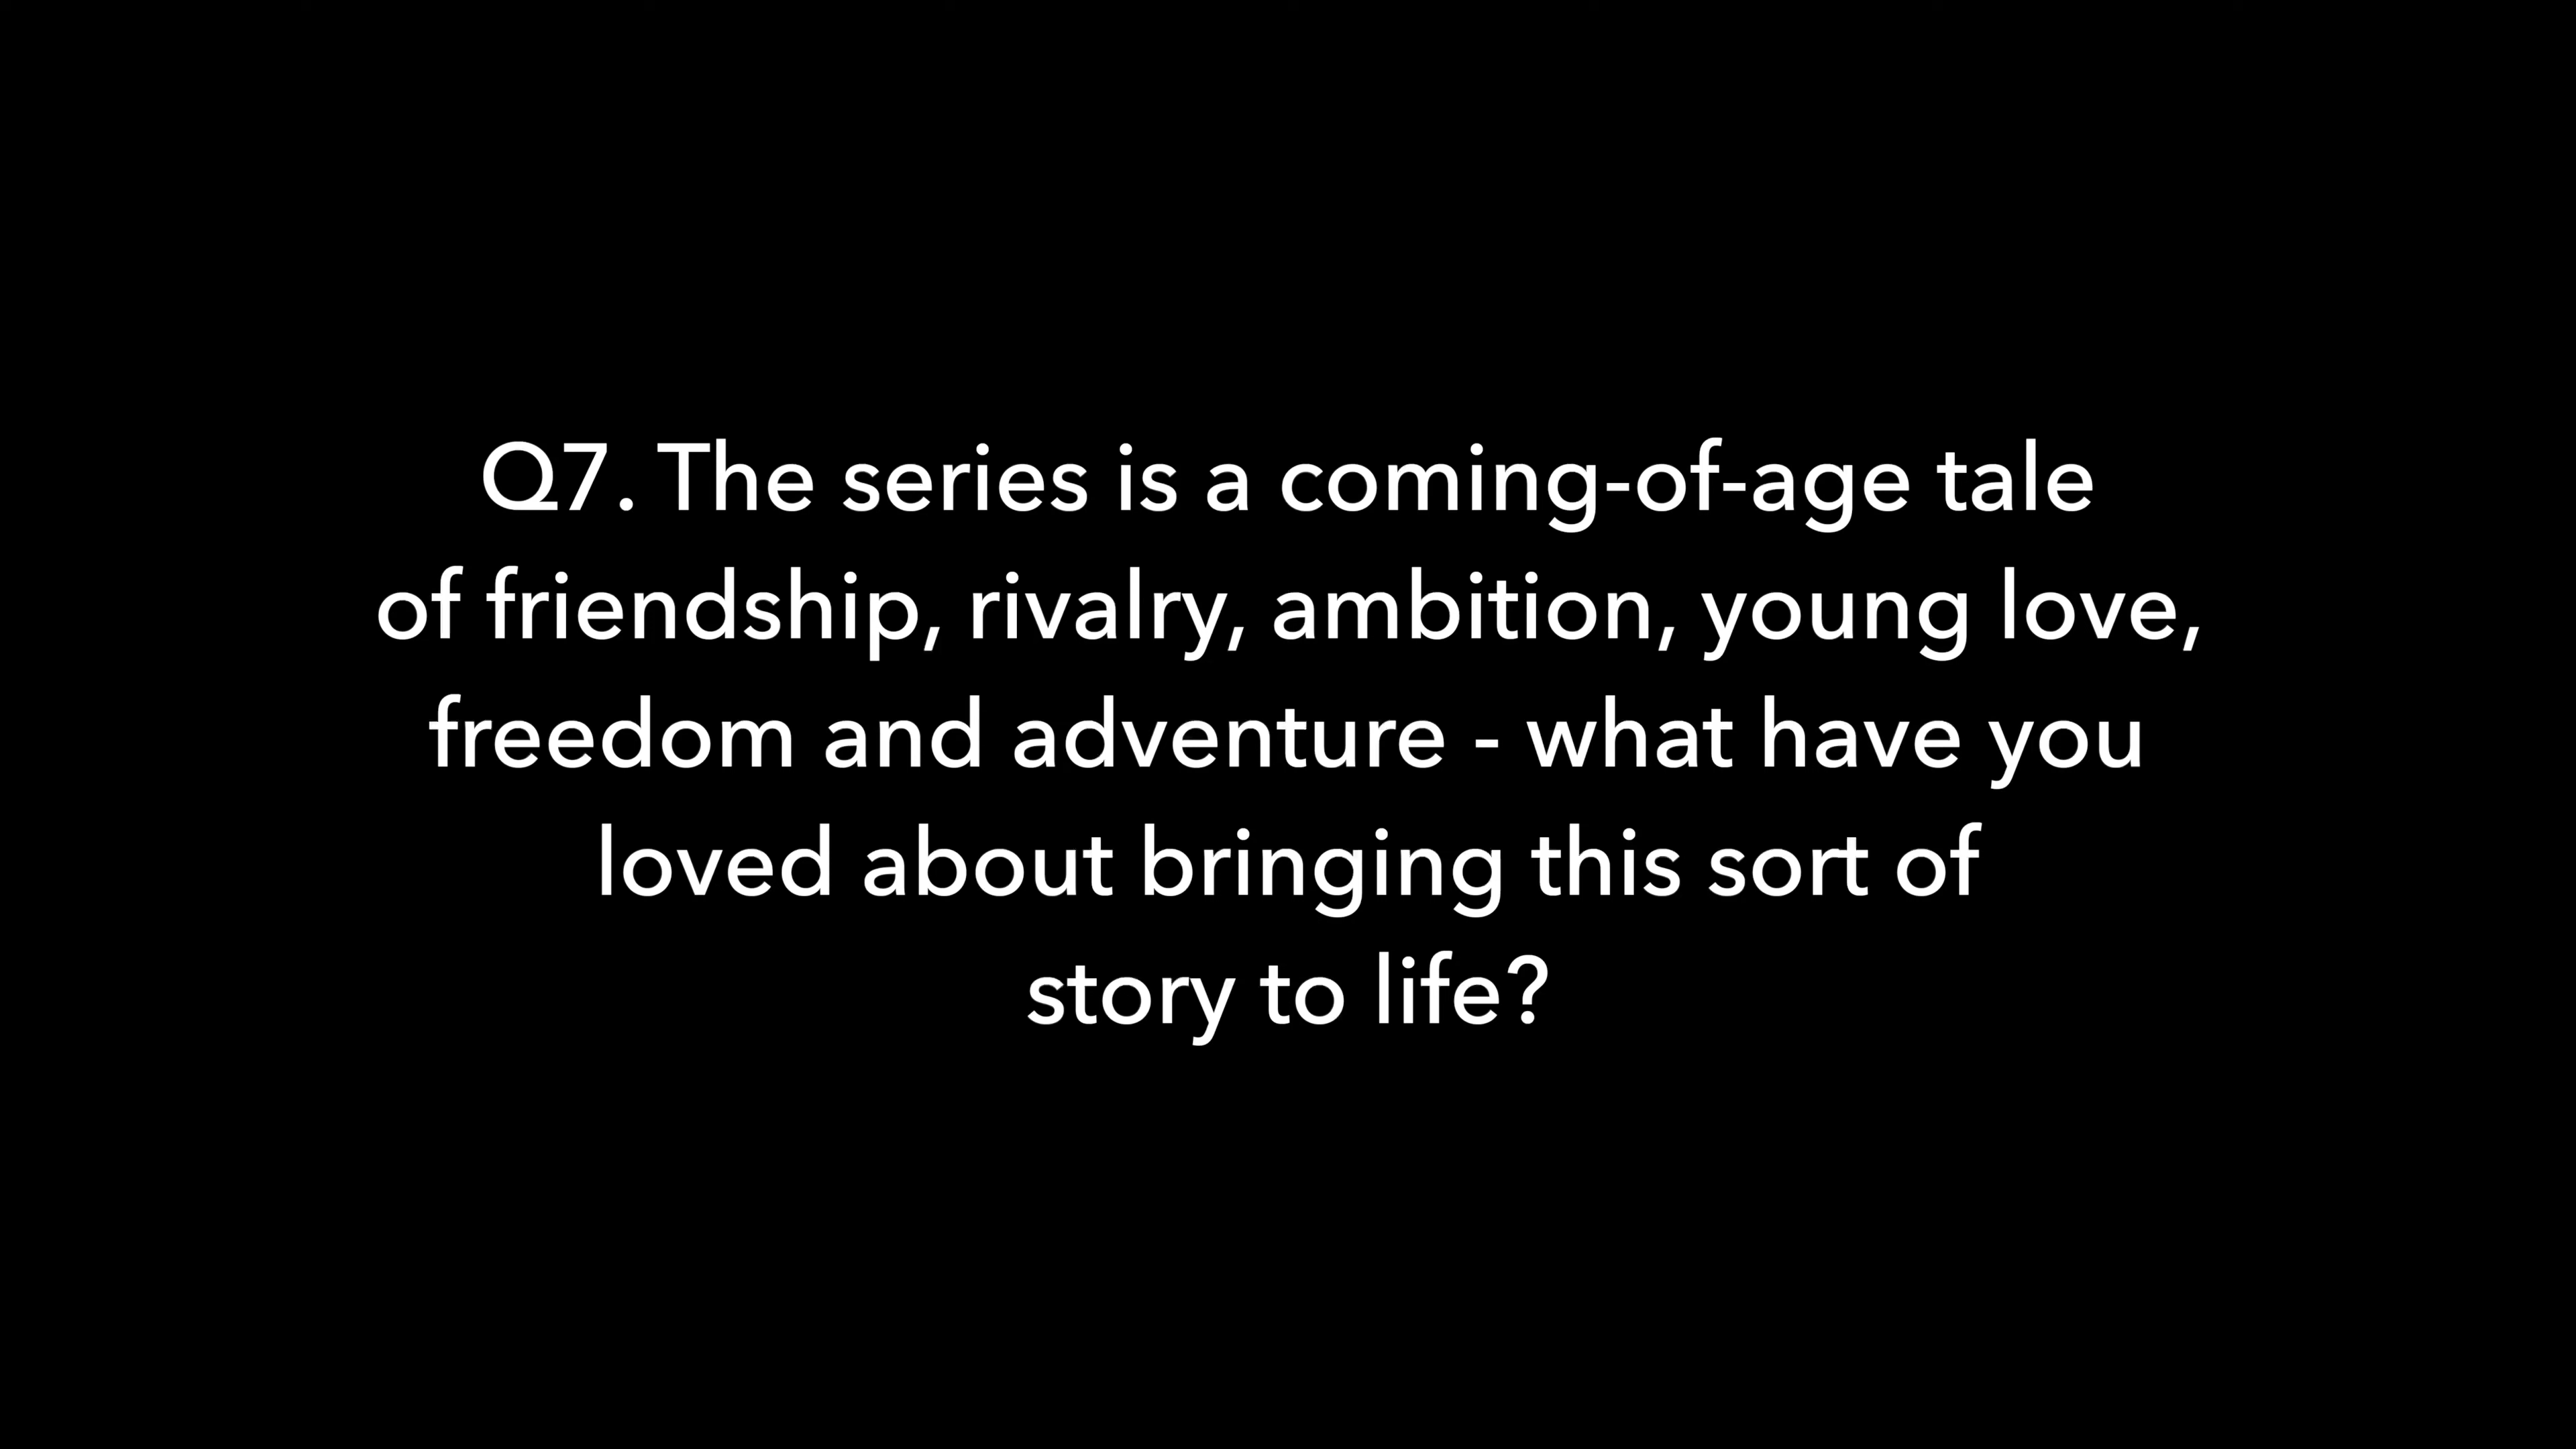 Q7. The series is a coming-of-age tale
of friendship, rivalry, ambition, young love,
freedom and adventure - what have you
loved about bringing this sort of
story to life?